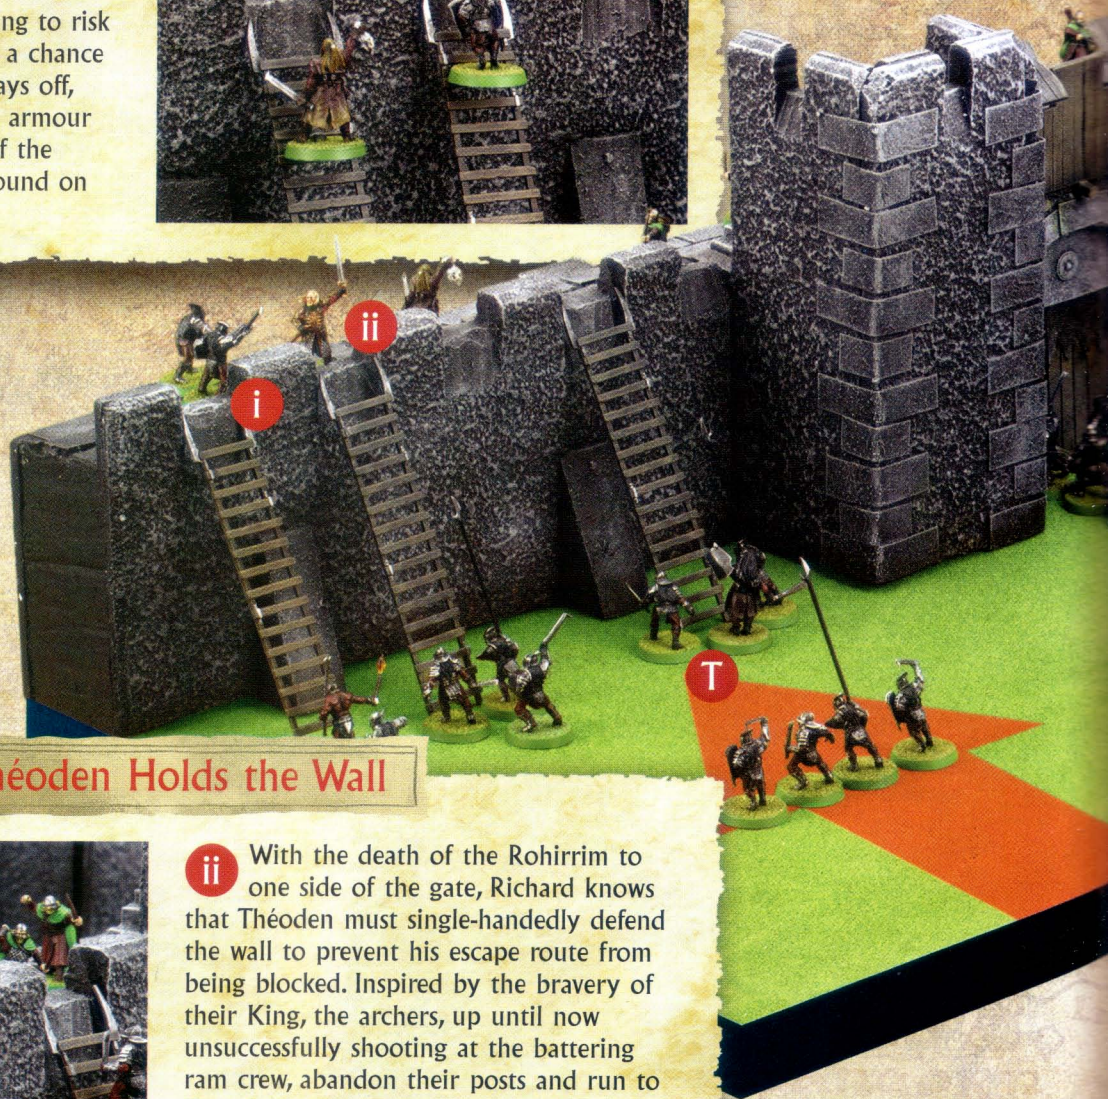 ng to risk
a chance
ays off,
armour
f the
ound on
ii
i
T
éoden Holds the Wall
ii With the death of the Rohirrim to
one side of the gate, Richard knows
that Théoden must single-handedly defend
the wall to prevent his escape route from
being blocked. Inspired by the bravery of
their King, the archers, up until now
unsuccessfully shooting at the battering
ram crew, abandon their posts and run to